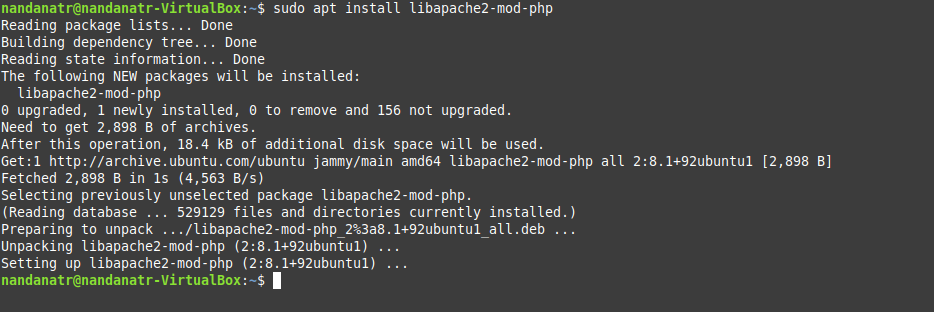 nandanatr@nandanatr-VirtualBox:~$ sudo apt install libapache2-mod-php
Reading package lists... Done
Building dependency tree... Done
Reading state information... Done
The following NEW packages will be installed:
  libapache2-mod-php
0 upgraded, 1 newly installed, 0 to remove and 156 not upgraded.
Need to get 2,898 B of archives.
After this operation, 18.4 kB of additional disk space will be used.
Get:1 http://archive.ubuntu.com/ubuntu jammy/main amd64 libapache2-mod-php all 2:8.1+92ubuntu1 [2,898 B]
Fetched 2,898 B in 1s (4,563 B/s)
Selecting previously unselected package libapache2-mod-php.
(Reading database ... 529129 files and directories currently installed.)
Preparing to unpack .../libapache2-mod-php_2%3a8.1+92ubuntu1_all.deb ...
Unpacking libapache2-mod-php (2:8.1+92ubuntu1) ...
Setting up libapache2-mod-php (2:8.1+92ubuntu1) ...
nandanatr@nandanatr-VirtualBox:~$